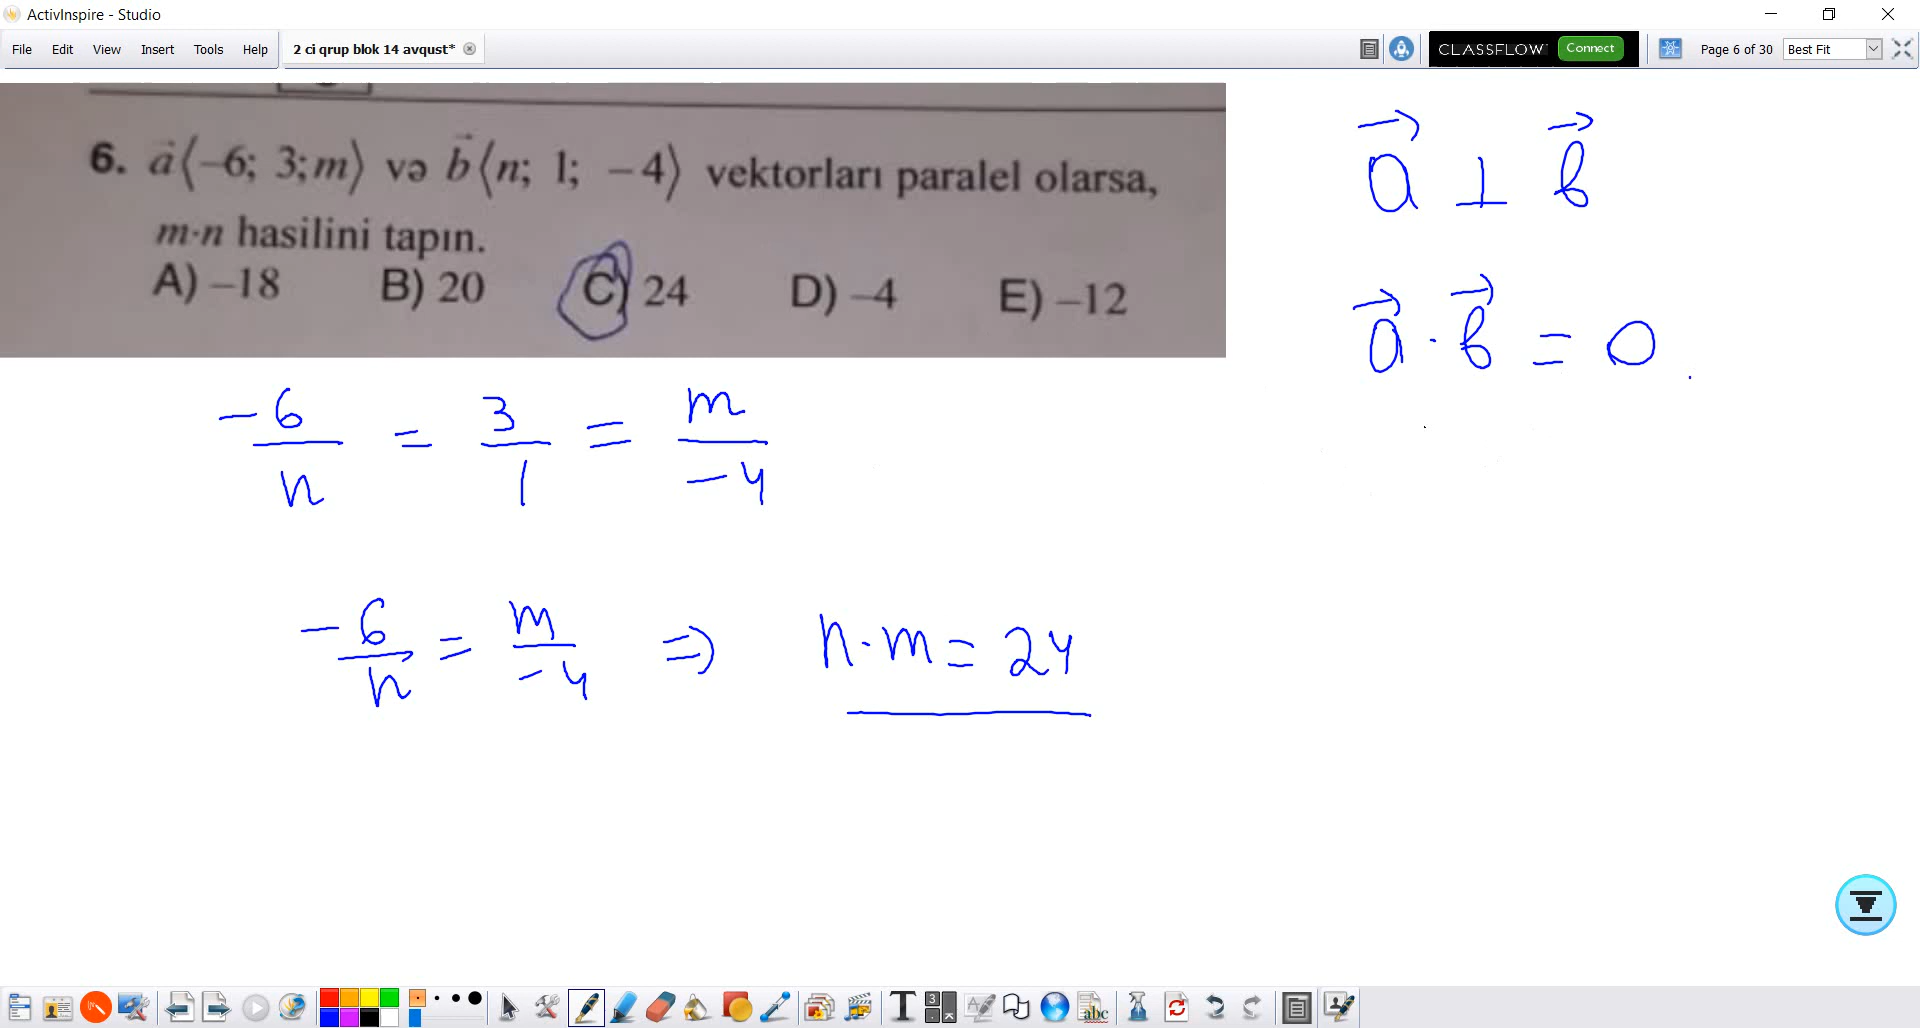 ActivInspire - Studio
File Edit View Insert Tools Help 2 ci qrup blok 14 avqust* CLASSFLOW Connect Page 6 of 30 Best Fit
6. a⃗⟨–6; 3; m⟩ və b⃗⟨n; 1; –4⟩ vektorları paralel olarsa,
m·n hasilini tapın.
A) –18 B) 20 C) 24 D) –4 E) –12
a⃗ ⊥ b⃗
a⃗ · b⃗ = 0
-6/n = 3/1 = m/-4
-6/n = m/-4 ⇒ n·m = 24